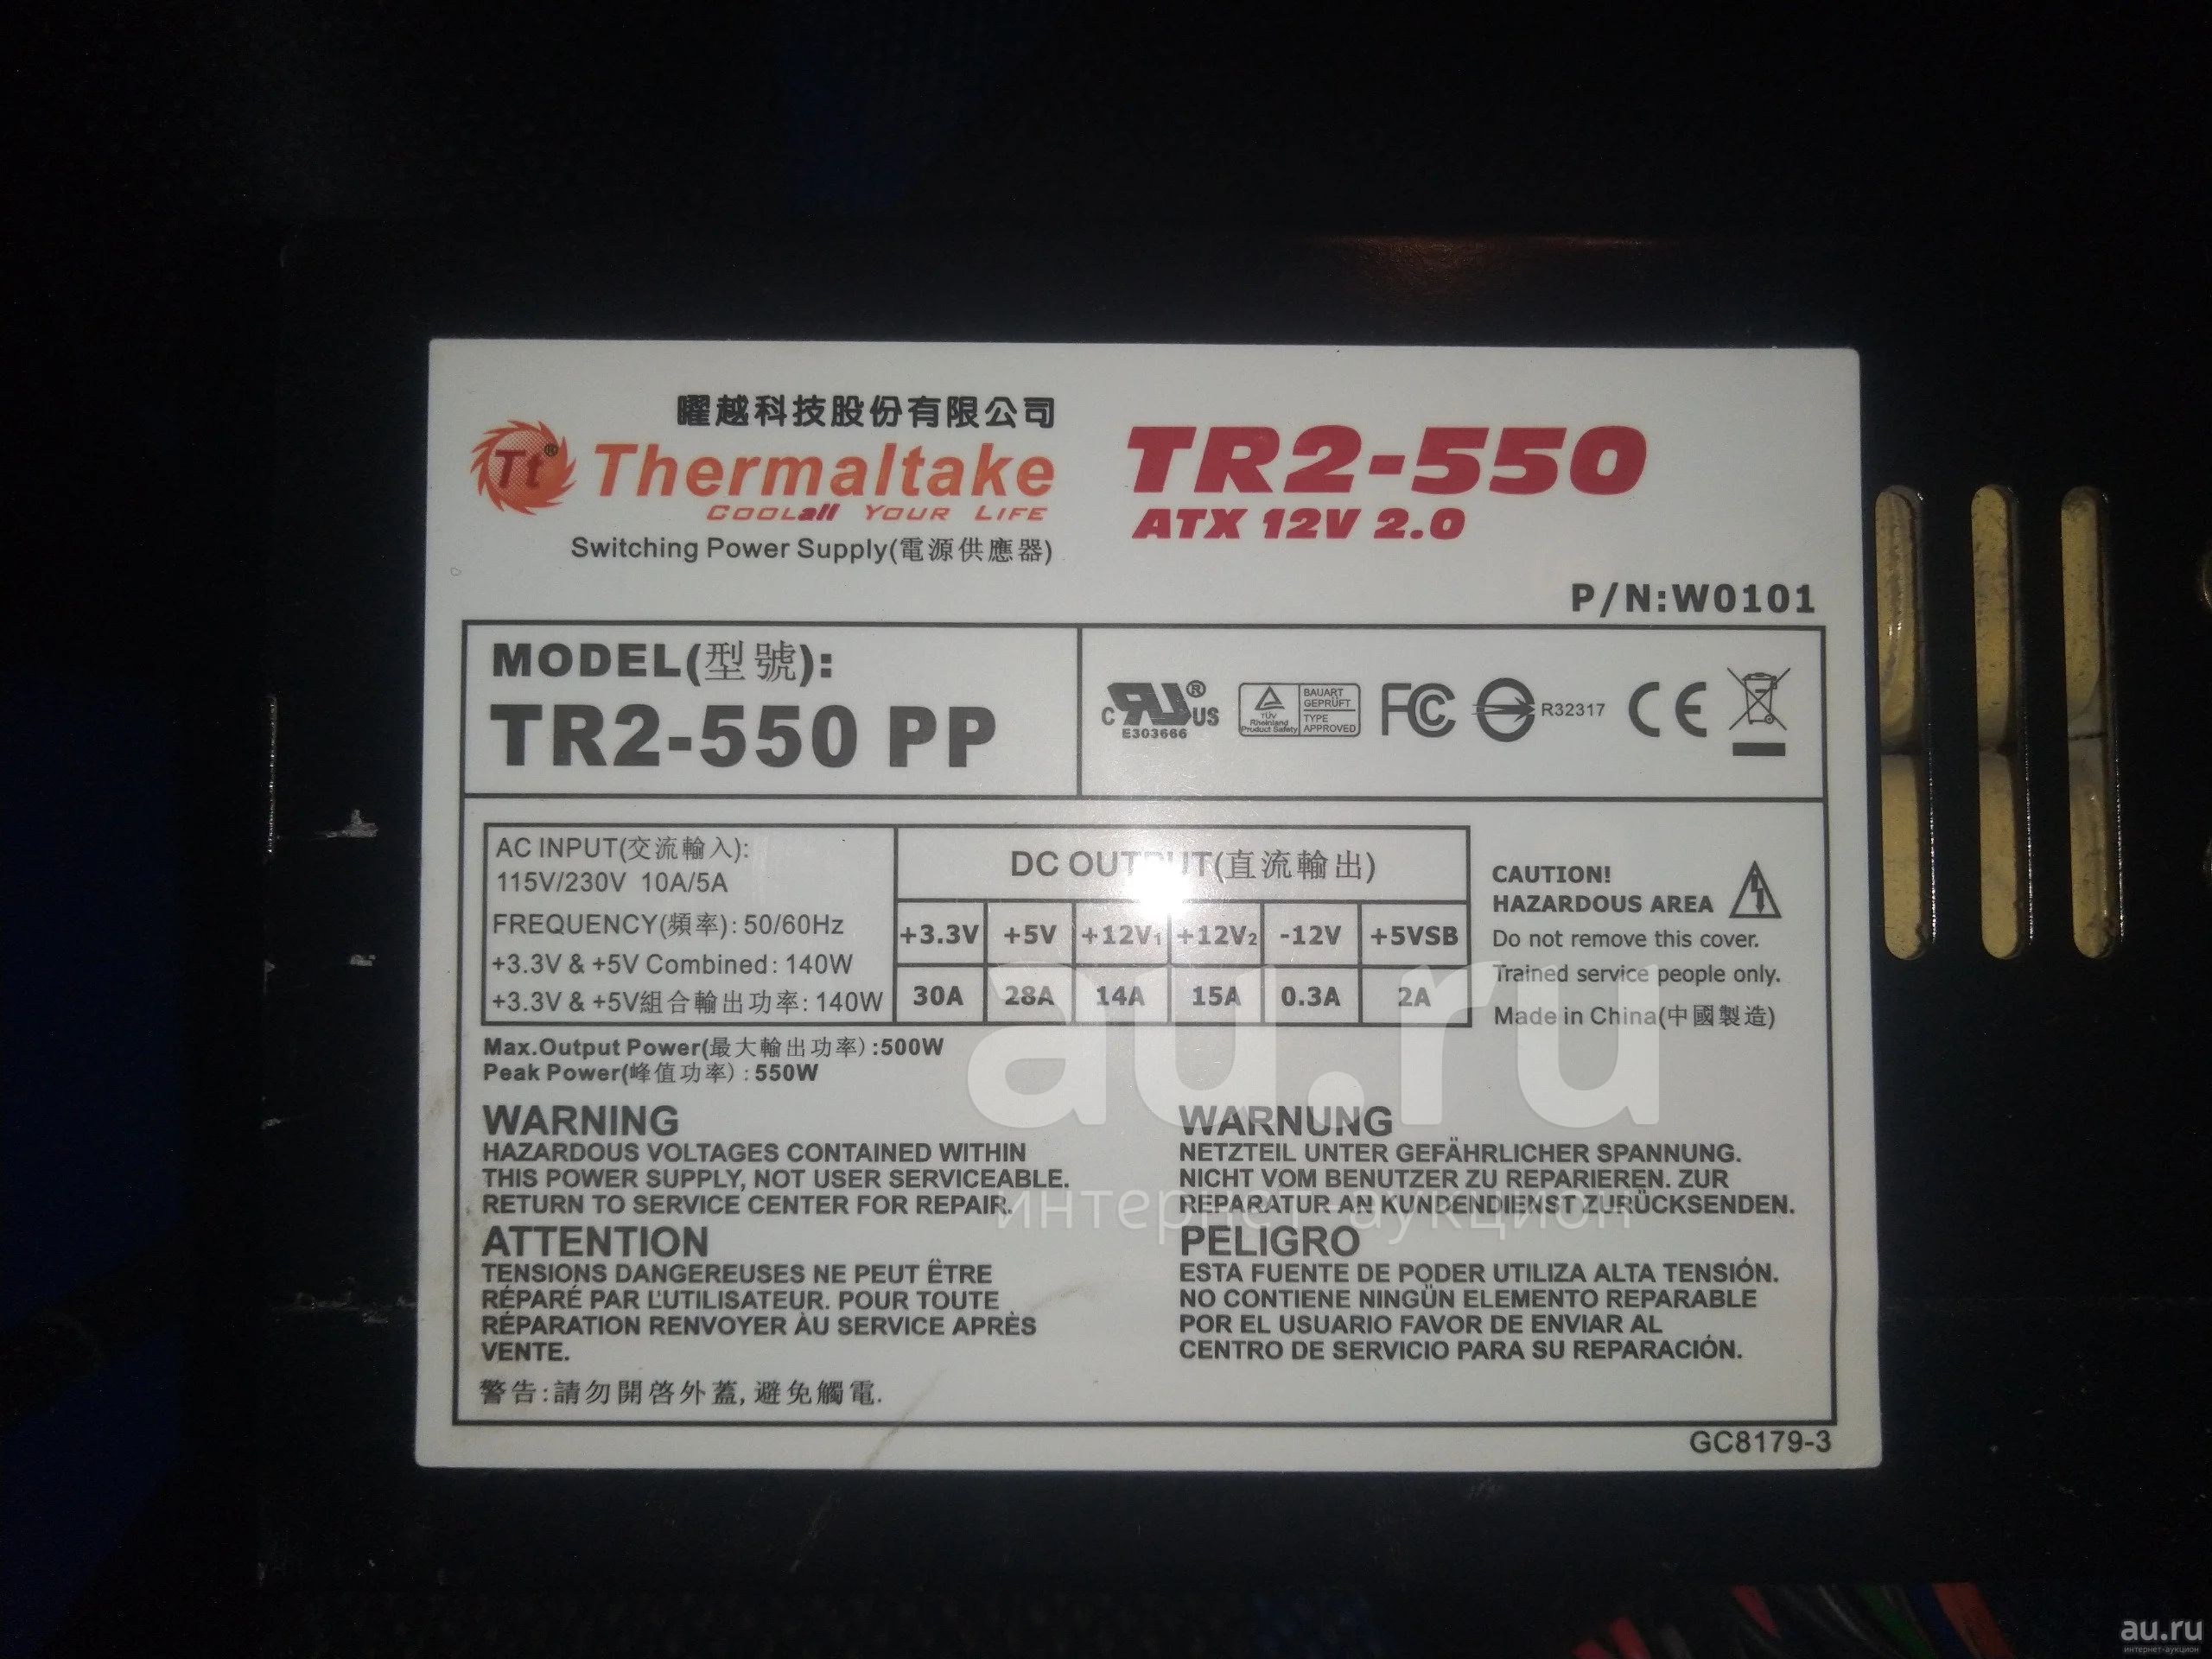 曜越科技股份有限公司
Tt® Thermaltake
COOLall YOUR LIFE
Switching Power Supply(電源供應器)
TR2-550
ATX 12V 2.0
P/N:W0101
MODEL(型號):
TR2-550 PP
c RU US ®
E303666
TÜV
Rheinland
Product Safety
BAUART
GEPRÜFT
TYPE
APPROVED
FC
R32317
CE
AC INPUT(交流輸入):
115V/230V 10A/5A
FREQUENCY(頻率): 50/60Hz
+3.3V & +5V Combined: 140W
+3.3V & +5V組合輸出功率: 140W
DC OUTPUT(直流輸出)
+3.3V +5V +12V1 +12V2 -12V +5VSB
30A 28A 14A 15A 0.3A 2A
CAUTION!
HAZARDOUS AREA
Do not remove this cover.
Trained service people only.
Made in China(中國製造)
Max.Output Power(最大輸出功率):500W
Peak Power(峰值功率):550W
WARNING
HAZARDOUS VOLTAGES CONTAINED WITHIN
THIS POWER SUPPLY, NOT USER SERVICEABLE.
RETURN TO SERVICE CENTER FOR REPAIR.
WARNUNG
NETZTEIL UNTER GEFÄHRLICHER SPANNUNG.
NICHT VOM BENUTZER ZU REPARIEREN. ZUR
REPARATUR AN KUNDENDIENST ZURÜCKSENDEN.
ATTENTION
TENSIONS DANGEREUSES NE PEUT ËTRE
RÉPARÉ PAR L'UTILISATEUR. POUR TOUTE
RÉPARATION RENVOYER ÀU SERVICE APRÈS
VENTE.
PELIGRO
ESTA FUENTE DE PODER UTILIZA ALTA TENSIÓN.
NO CONTIENE NINGÜN ELEMENTO REPARABLE
POR EL USUARIO FAVOR DE ENVIAR AL
CENTRO DE SERVICIO PARA SU REPARACIÓN.
警告:請勿開啓外蓋,避免觸電.
GC8179-3
au.ru
интернет-аукцион
au.ru
интернет-аукцион